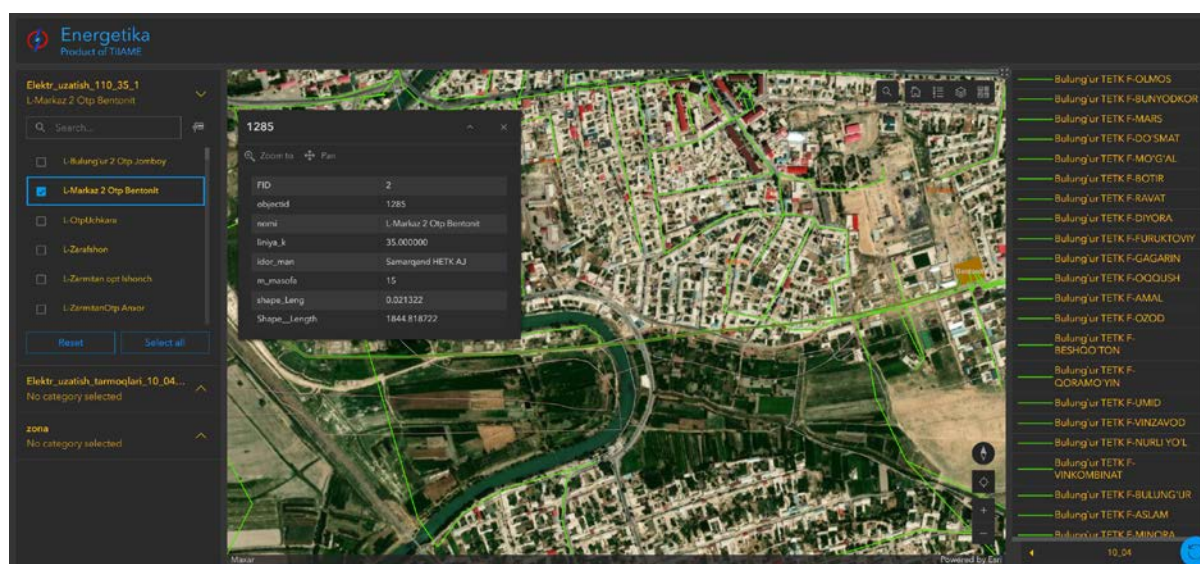 Energetika
Product of TIIAME
Elektr_uzatish_110_35_1
L-Markaz 2 Otp Bentonit
Search...
L-Bulung'ur 2 Otp Jomboy
L-Markaz 2 Otp Bentonit
L-OtpUchkara
L-Zarafshon
L-Zarmitan opt Ishonch
L-ZarmitanOtp Anxor
Reset
Select all
Elektr_uzatish_tarmoqlari_10_04...
No category selected
zona
No category selected
1285
Zoom to
Pan
FID 2
objectid 1285
nomi L-Markaz 2 Otp Bentonit
liniya_k 35.000000
idor_man Samarqand HETK AJ
m_masofa 15
shape_Leng 0.021322
Shape__Length 1844.818722
Bentonit
Maxar
Powered by Esri
Bulung'ur TETK F-OLMOS
Bulung'ur TETK F-BUNYODKOR
Bulung'ur TETK F-MARS
Bulung'ur TETK F-DO'SMAT
Bulung'ur TETK F-MO'G'AL
Bulung'ur TETK F-BOTIR
Bulung'ur TETK F-RAVAT
Bulung'ur TETK F-DIYORA
Bulung'ur TETK F-FURUKTOVIY
Bulung'ur TETK F-GAGARIN
Bulung'ur TETK F-OQQUSH
Bulung'ur TETK F-AMAL
Bulung'ur TETK F-OZOD
Bulung'ur TETK F-
BESHQO'TON
Bulung'ur TETK F-
QORAMO'YIN
Bulung'ur TETK F-UMID
Bulung'ur TETK F-VINZAVOD
Bulung'ur TETK F-NURLI YO'L
Bulung'ur TETK F-
VINKOMBINAT
Bulung'ur TETK F-BULUNG'UR
Bulung'ur TETK F-ASLAM
Bulung'ur TETK F-MINORA
10_04